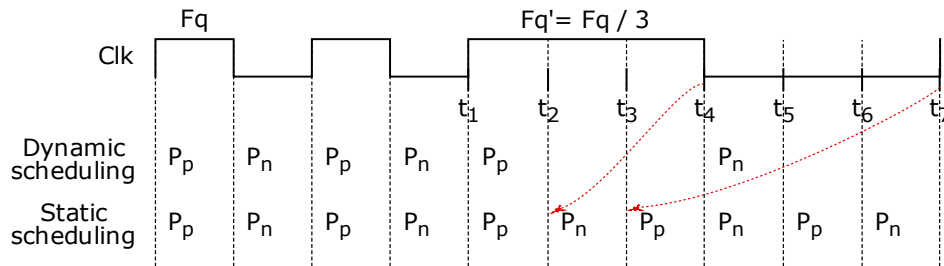 Fq Fq'= Fq / 3
Clk
t1 t2 t3 t4 t5 t6 t7
Dynamic
scheduling Pp Pn Pp Pn Pp Pn
Static
scheduling Pp Pn Pp Pn Pp Pn Pp Pn Pp Pn